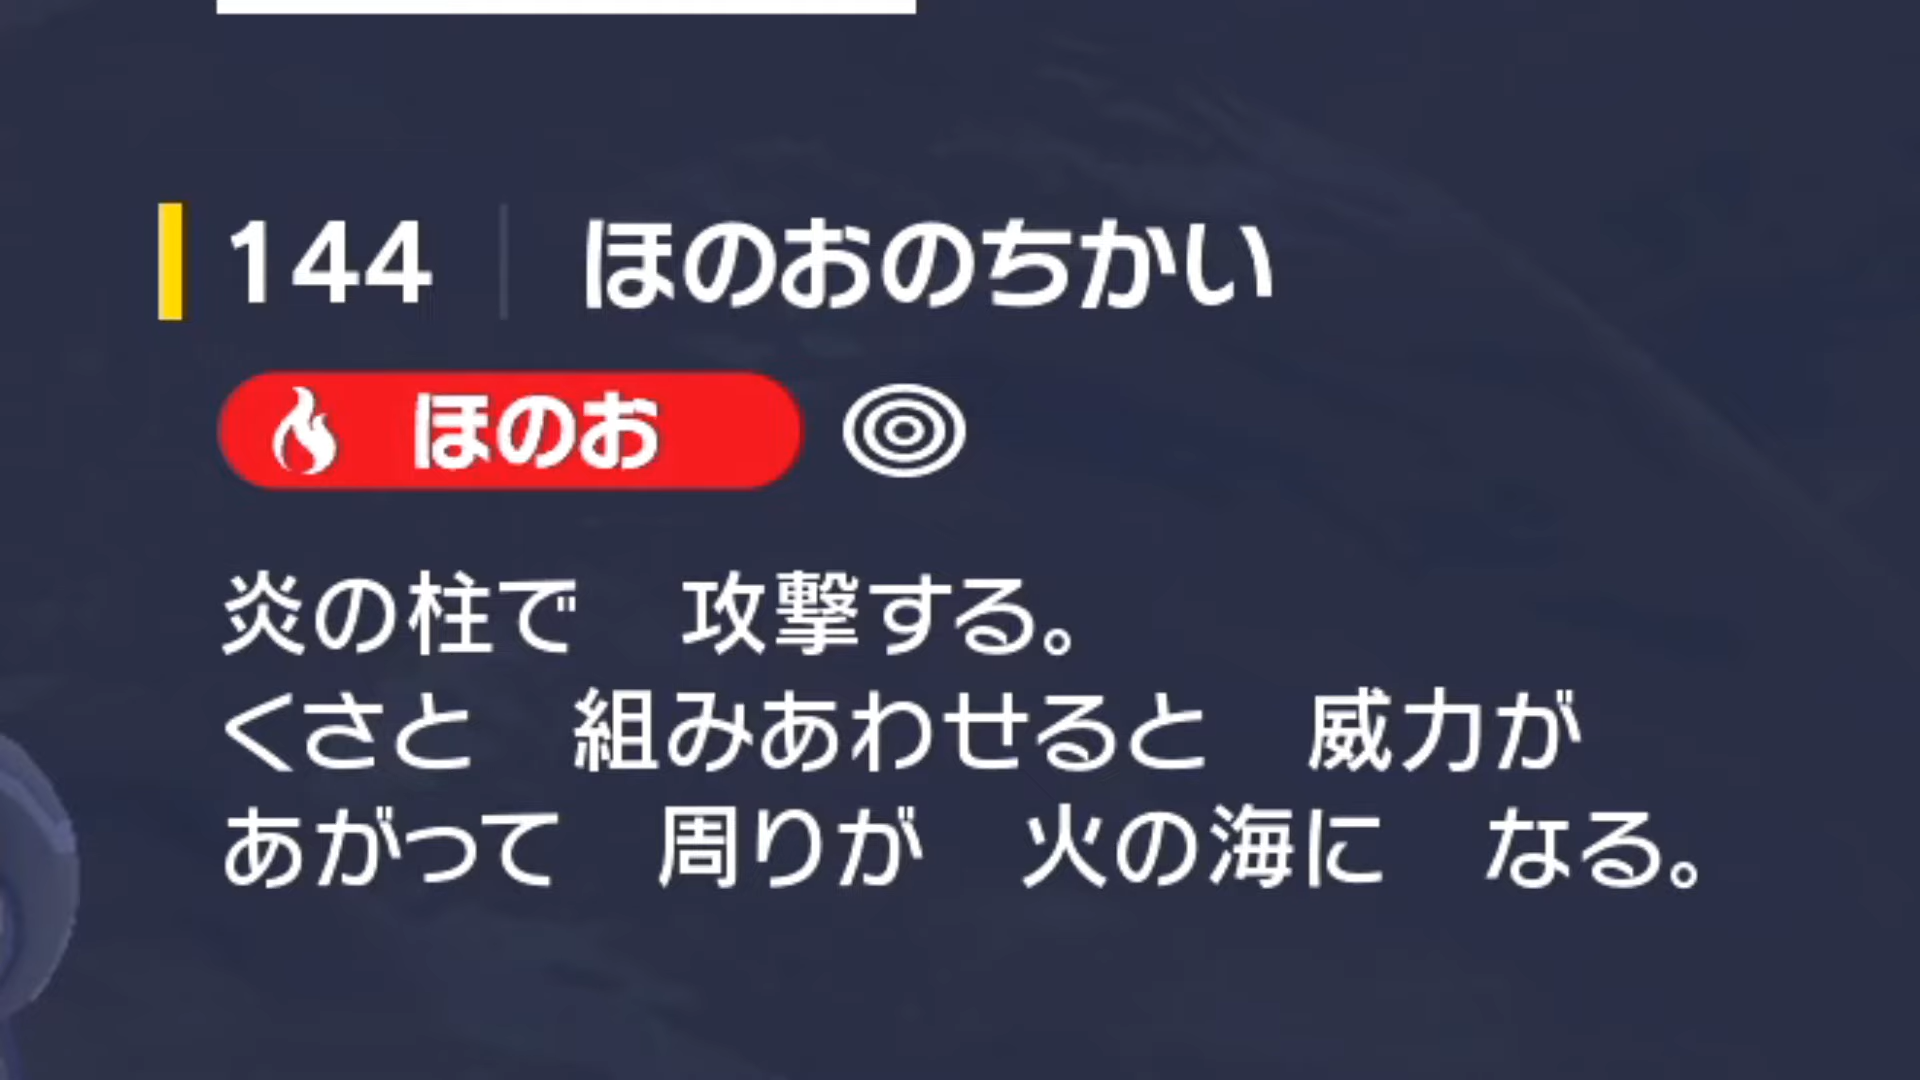 144 ほのおのちかい
ほのお
炎の柱で　攻撃する。
くさと　組みあわせると　威力が
あがって　周りが　火の海に　なる。